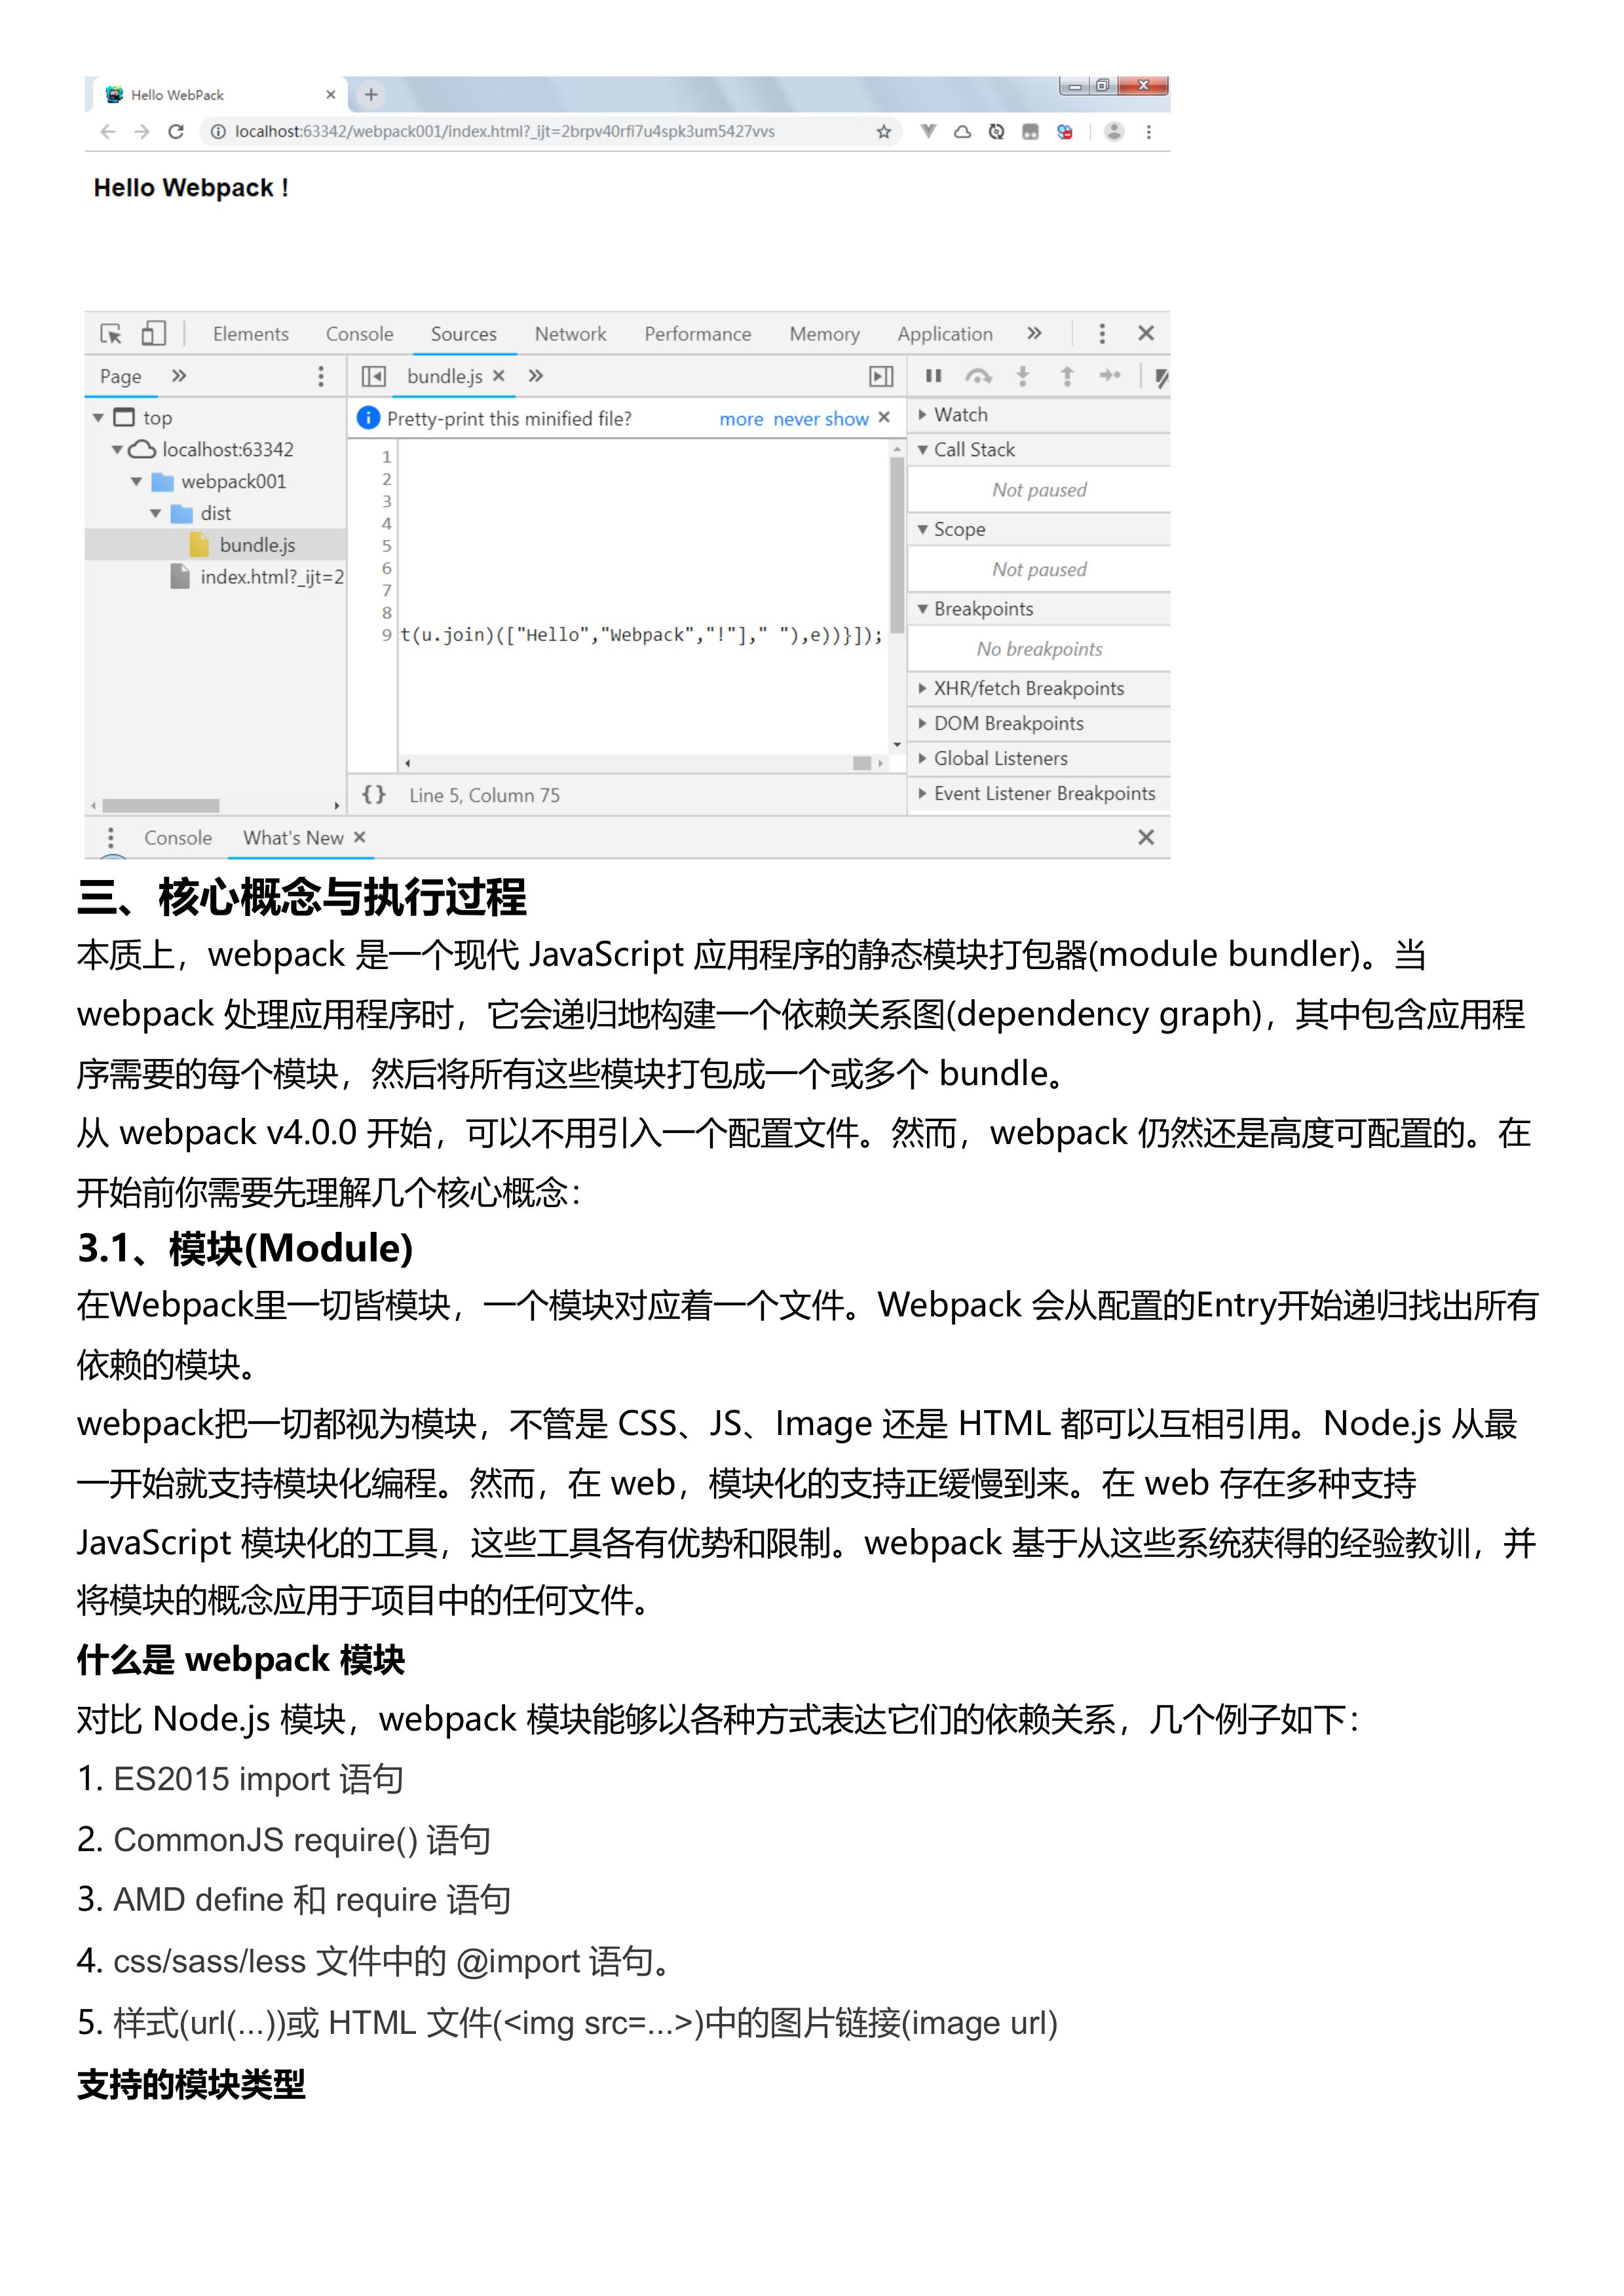 Hello WebPack
localhost:63342/webpack001/index.html?_ijt=2brpv40rfi7u4spk3um5427vvs
Hello Webpack !
Elements Console Sources Network Performance Memory Application »
Page » bundle.js × »
top
localhost:63342
webpack001
dist
bundle.js
index.html?_ijt=2
Pretty-print this minified file? more never show ×
1
2
3
4
5
6
7
8
9 t(u.join)(["Hello","Webpack","!"]," "),e))}]);
{} Line 5, Column 75
Watch
Call Stack
Not paused
Scope
Not paused
Breakpoints
No breakpoints
XHR/fetch Breakpoints
DOM Breakpoints
Global Listeners
Event Listener Breakpoints
Console What's New ×
三、核心概念与执行过程
本质上，webpack 是一个现代 JavaScript 应用程序的静态模块打包器(module bundler)。当
webpack 处理应用程序时，它会递归地构建一个依赖关系图(dependency graph)，其中包含应用程
序需要的每个模块，然后将所有这些模块打包成一个或多个 bundle。
从 webpack v4.0.0 开始，可以不用引入一个配置文件。然而，webpack 仍然还是高度可配置的。在
开始前你需要先理解几个核心概念：
3.1、模块(Module)
在Webpack里一切皆模块，一个模块对应着一个文件。Webpack 会从配置的Entry开始递归找出所有
依赖的模块。
webpack把一切都视为模块，不管是 CSS、JS、Image 还是 HTML 都可以互相引用。Node.js 从最
一开始就支持模块化编程。然而，在 web，模块化的支持正缓慢到来。在 web 存在多种支持
JavaScript 模块化的工具，这些工具各有优势和限制。webpack 基于从这些系统获得的经验教训，并
将模块的概念应用于项目中的任何文件。
什么是 webpack 模块
对比 Node.js 模块，webpack 模块能够以各种方式表达它们的依赖关系，几个例子如下：
1. ES2015 import 语句
2. CommonJS require() 语句
3. AMD define 和 require 语句
4. css/sass/less 文件中的 @import 语句。
5. 样式(url(...))或 HTML 文件(<img src=...>)中的图片链接(image url)
支持的模块类型